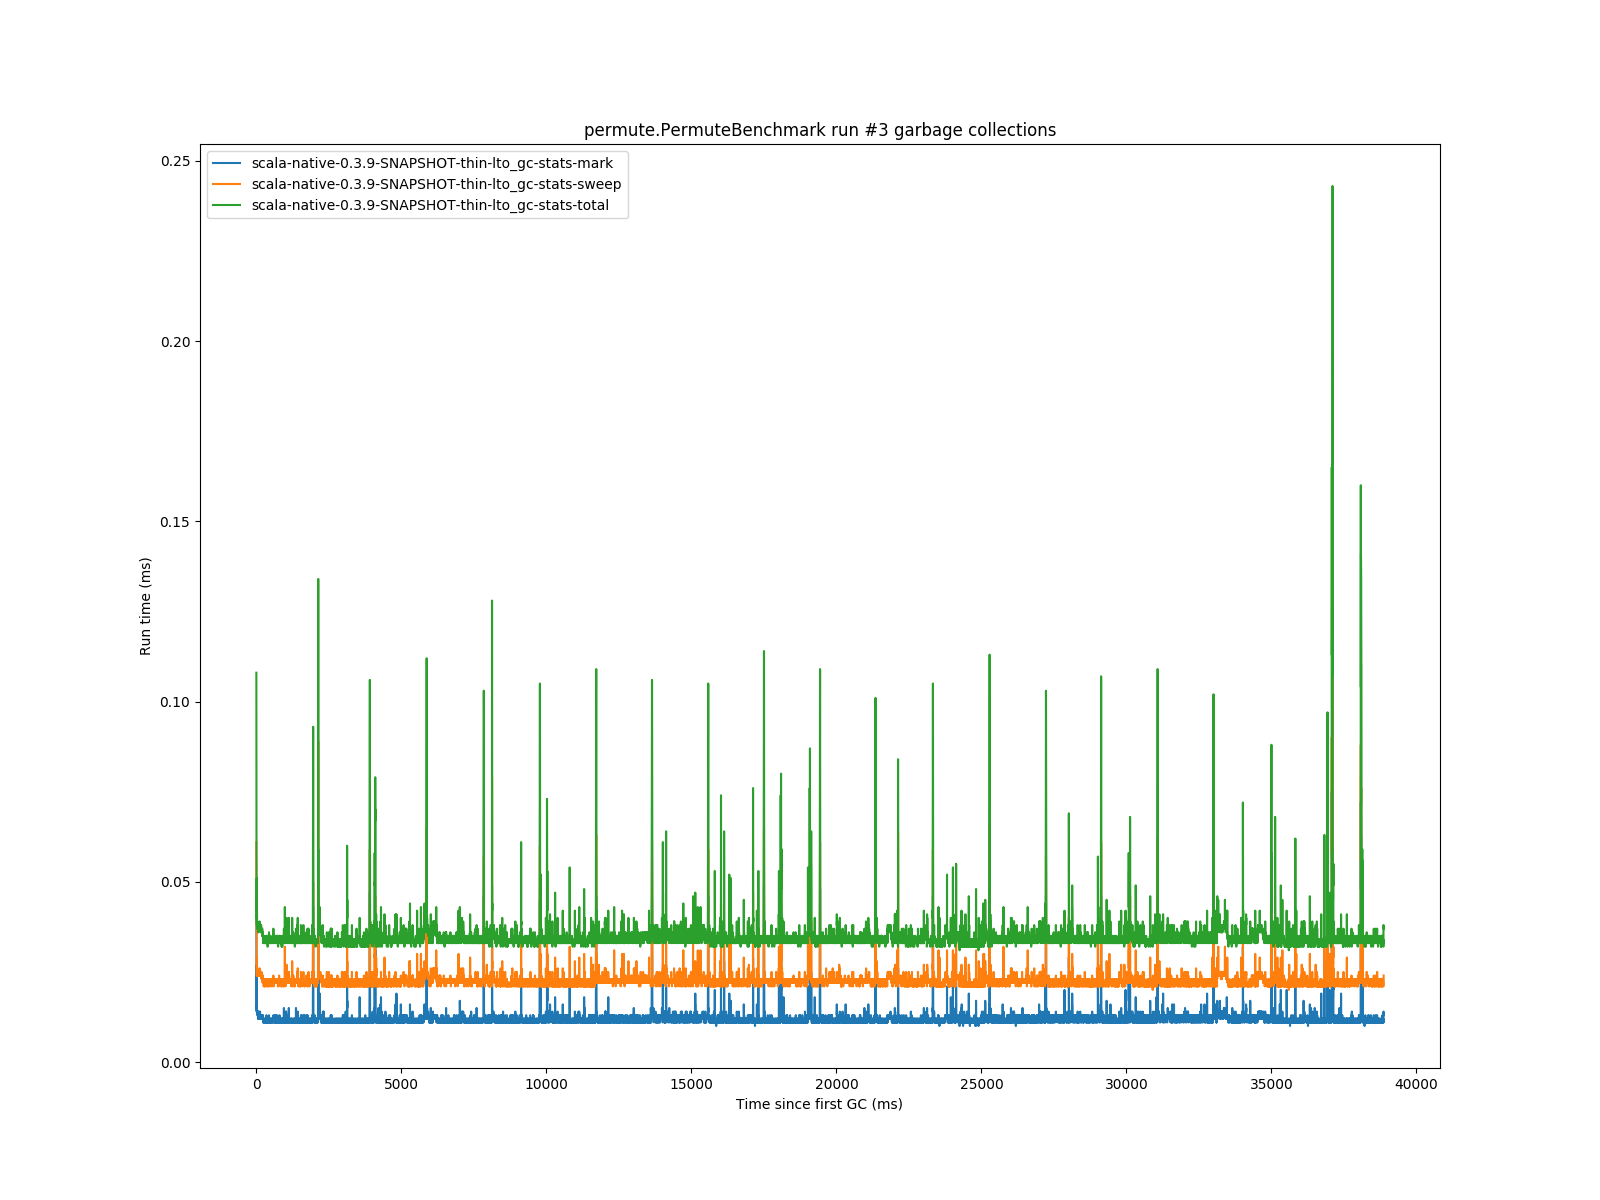 permute.PermuteBenchmark run #3 garbage collections
scala-native-0.3.9-SNAPSHOT-thin-lto_gc-stats-mark
scala-native-0.3.9-SNAPSHOT-thin-lto_gc-stats-sweep
scala-native-0.3.9-SNAPSHOT-thin-lto_gc-stats-total
0.25
0.20
0.15
0.10
0.05
0.00
Run time (ms)
0 5000 10000 15000 20000 25000 30000 35000 40000
Time since first GC (ms)